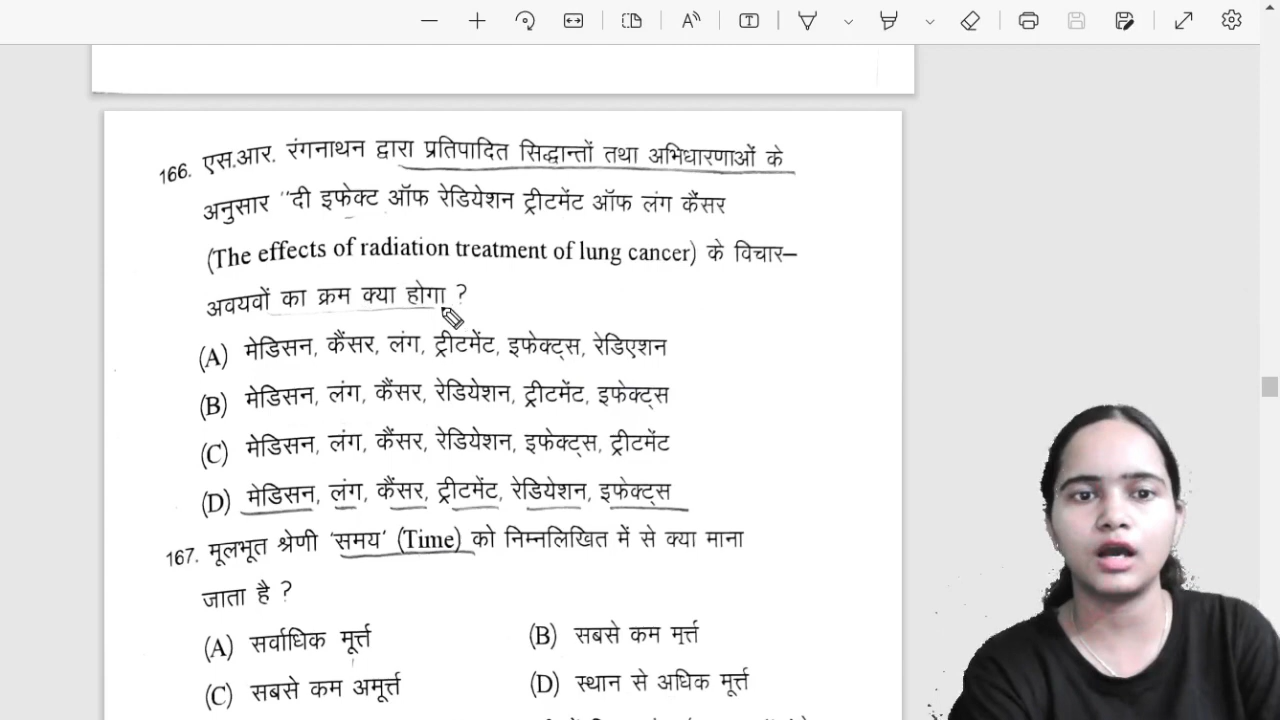 166. एस.आर. रंगनाथन द्वारा प्रतिपादित सिद्धान्तों तथा अभिधारणाओं के
अनुसार "दी इफेक्ट ऑफ रेडियेशन ट्रीटमेंट ऑफ लंग कैंसर
(The effects of radiation treatment of lung cancer) के विचार–
अवयवों का क्रम क्या होगा ?
(A) मेडिसन, कैंसर, लंग, ट्रीटमेंट, इफेक्ट्स, रेडिएशन
(B) मेडिसन, लंग, कैंसर, रेडियेशन, ट्रीटमेंट, इफेक्ट्स
(C) मेडिसन, लंग, कैंसर, रेडियेशन, इफेक्ट्स, ट्रीटमेंट
(D) मेडिसन, लंग, कैंसर, ट्रीटमेंट, रेडियेशन, इफेक्ट्स
167. मूलभूत श्रेणी 'समय' (Time) को निम्नलिखित में से क्या माना
जाता है ?
(A) सर्वाधिक मूर्त्त (B) सबसे कम मूर्त्त
(C) सबसे कम अमूर्त्त (D) स्थान से अधिक मूर्त्त